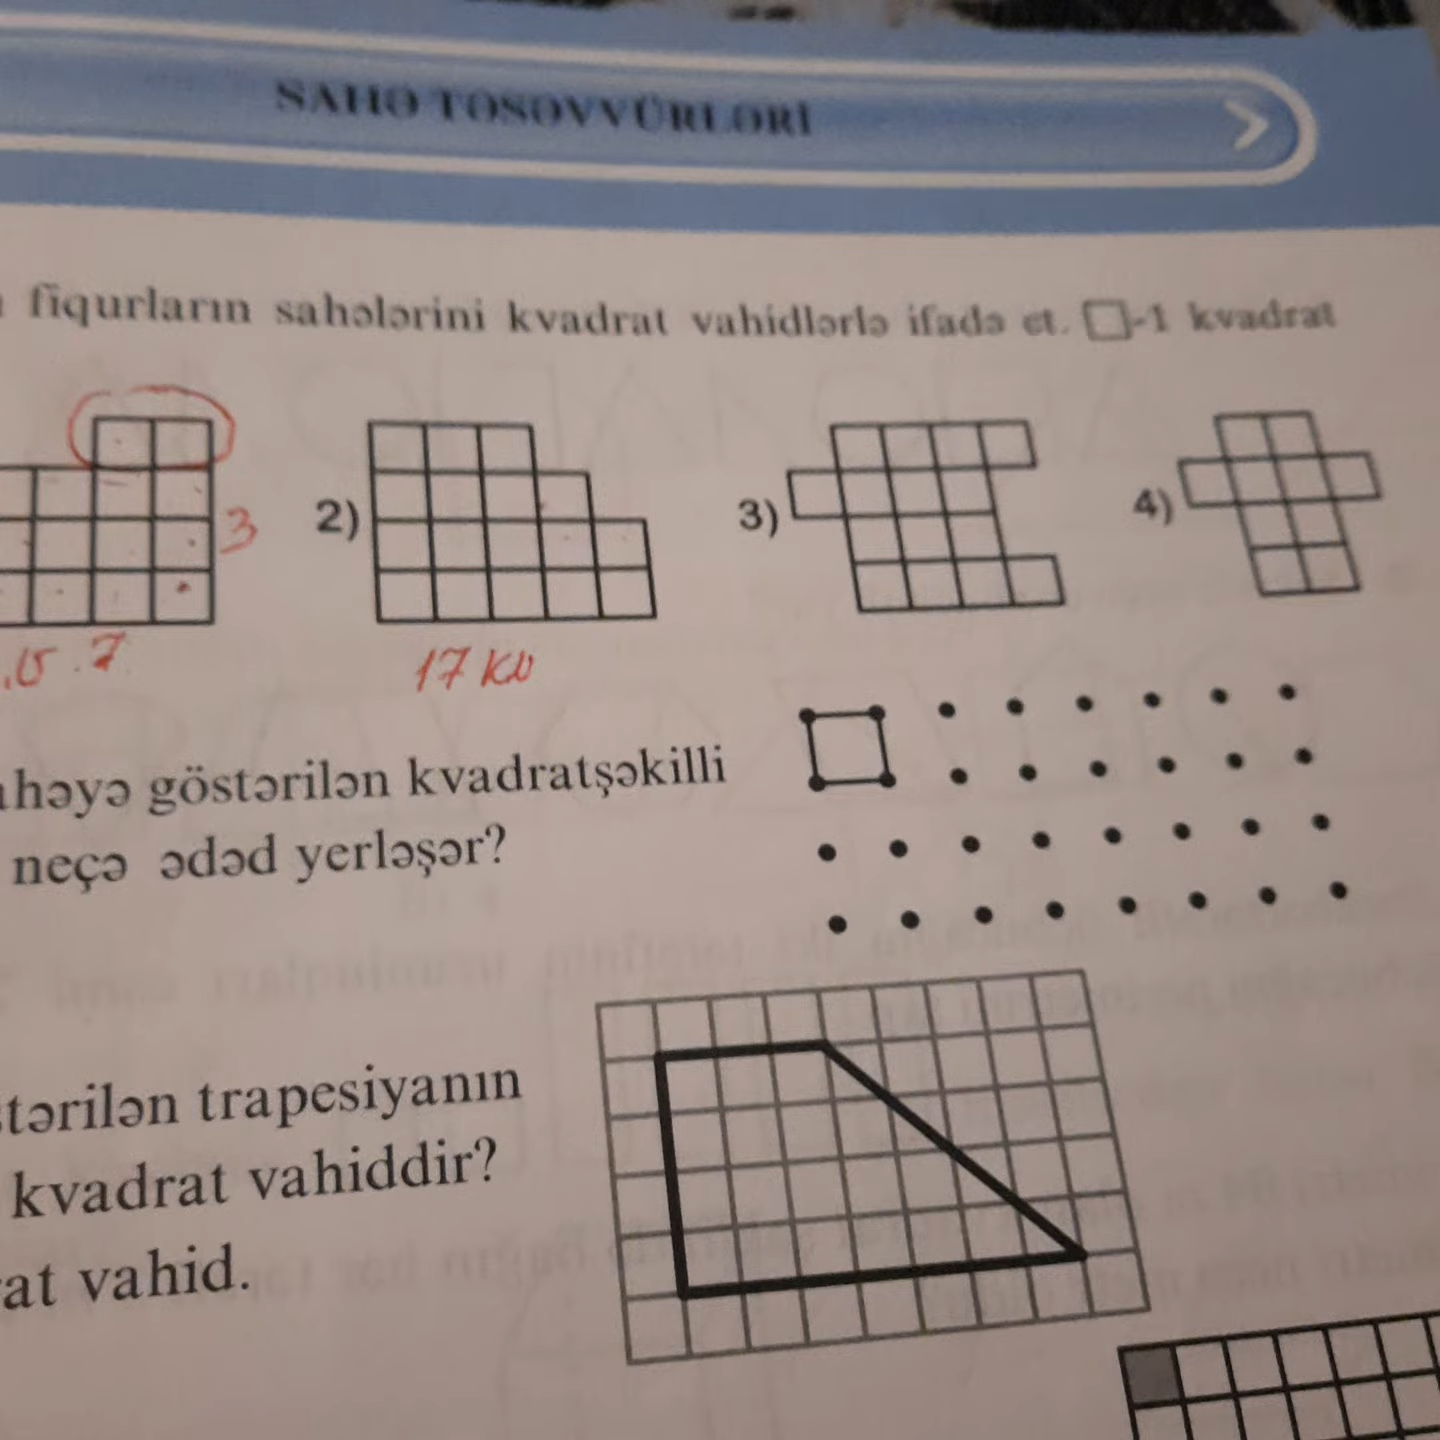 SAHƏ TƏSƏVVÜRLƏRİ
fiqurların sahələrini kvadrat vahidlərlə ifadə et. □-1 kvadrat
3
2)
3)
4)
17 kv
həyə göstərilən kvadratşəkilli
neçə ədəd yerləşər?
tərilən trapesiyanın
kvadrat vahiddir?
at vahid.